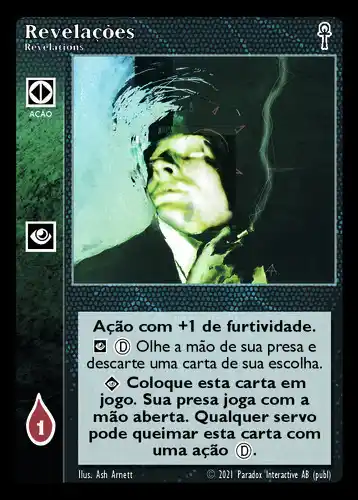 Revelações
Revelations
AÇÃO
Ação com +1 de furtividade.
D Olhe a mão de sua presa e
descarte uma carta de sua escolha.
Coloque esta carta em
jogo. Sua presa joga com a
mão aberta. Qualquer servo
pode queimar esta carta com
uma ação D.
1
Ilus. Ash Arnett
© 2021 Paradox Interactive AB (publ)